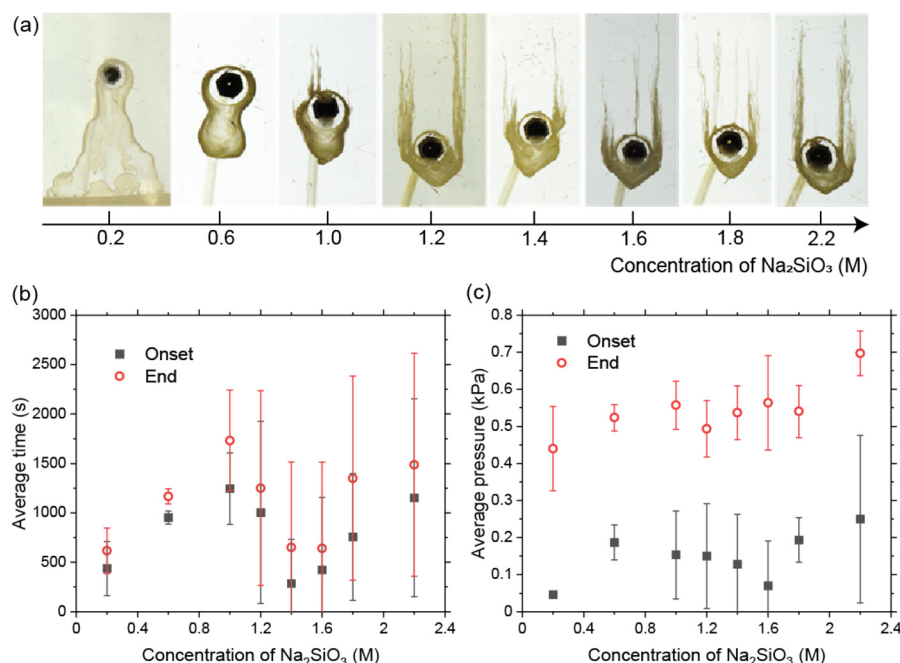 (a)
0.2 0.6 1.0 1.2 1.4 1.6 1.8 2.2
Concentration of Na₂SiO₃ (M)
(b)
3000
2500
2000
1500
1000
500
0
Average time (s)
Onset
End
0 0.4 0.8 1.2 1.6 2.0 2.4
Concentration of Na₂SiO₃ (M)
(c)
0.8
0.7
0.6
0.5
0.4
0.3
0.2
0.1
0
Average pressure (kPa)
Onset
End
0 0.4 0.8 1.2 1.6 2.0 2.4
Concentration of Na₂SiO₃ (M)